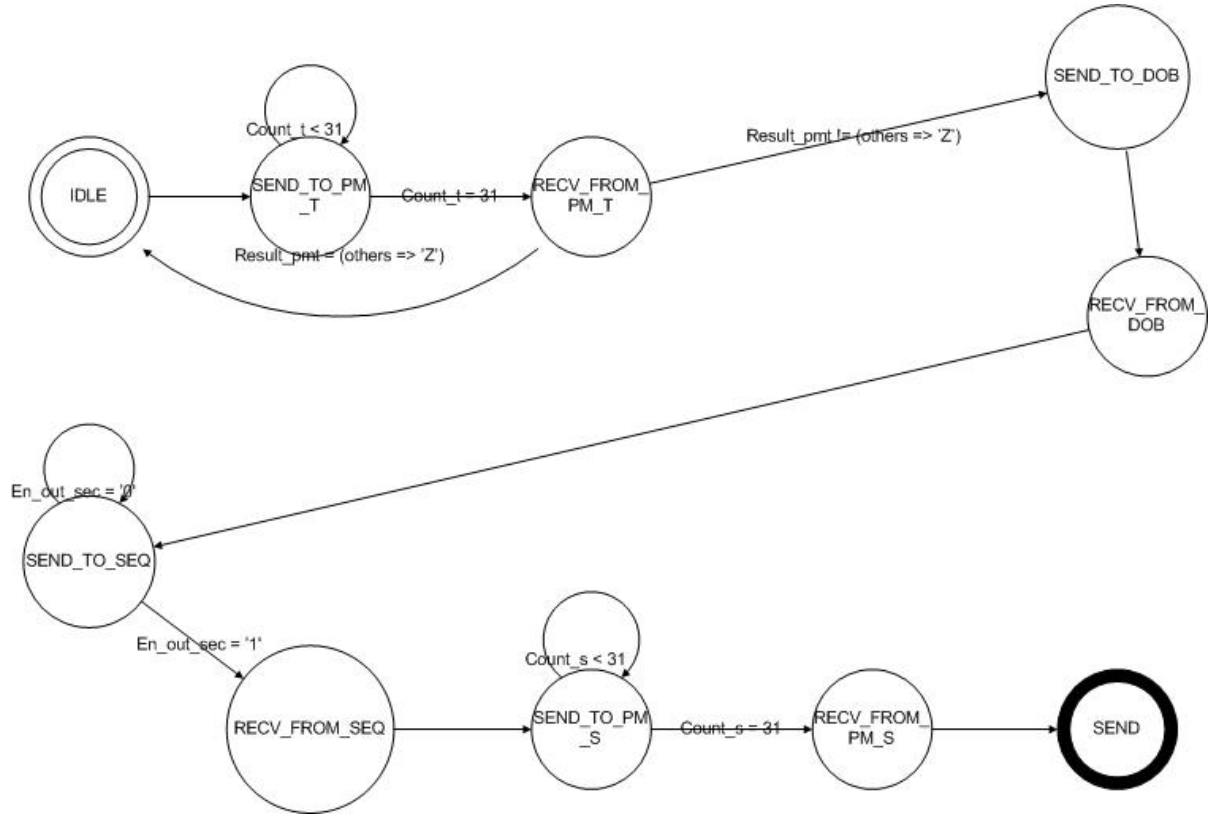 SEND_TO_DOB
Count_t < 31
Result_pmt != (others => 'Z')
IDLE
SEND_TO_PM
_T
Count_t = 31
RECV_FROM_
PM_T
Result_pmt = (others => 'Z')
RECV_FROM_
DOB
En_out_sec = '0'
SEND_TO_SEQ
En_out_sec = '1'
RECV_FROM_SEQ
Count_s < 31
SEND_TO_PM
_S
Count_s = 31
RECV_FROM_
PM_S
SEND